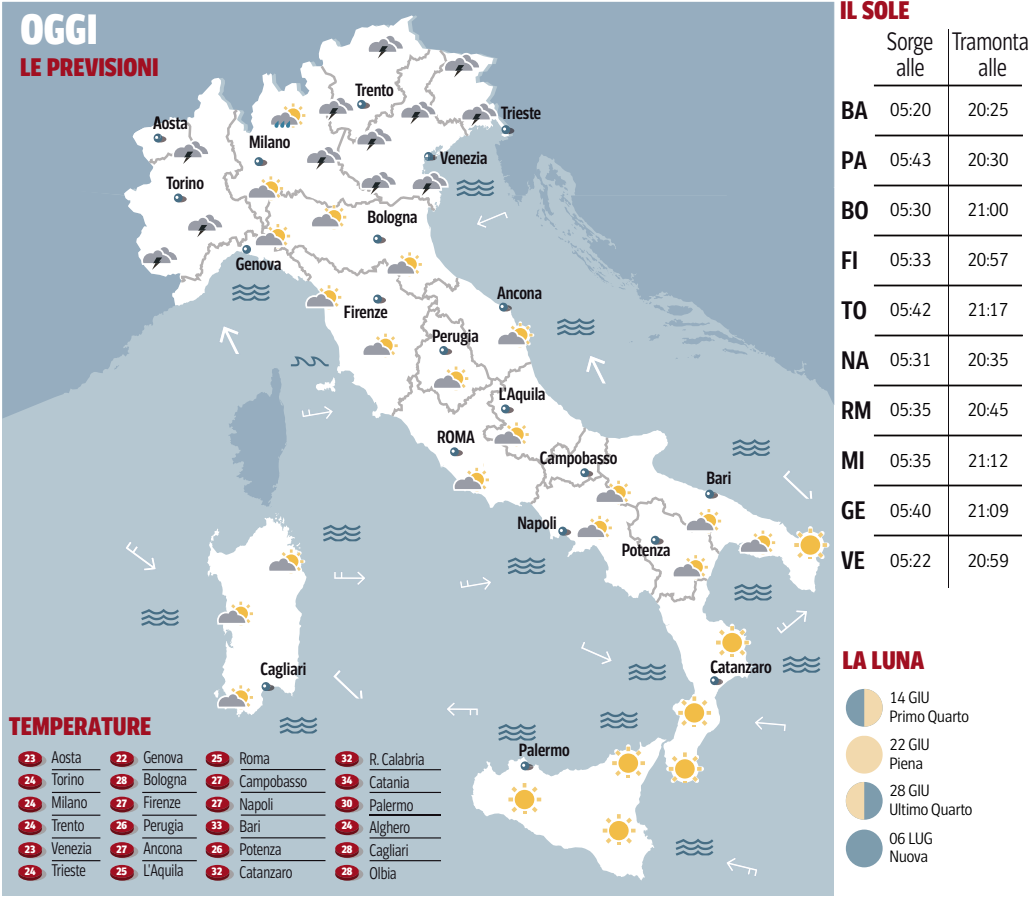 OGGI
LE PREVISIONI
Trento
Aosta
Trieste
Milano
Venezia
Torino
Bologna
Genova
Ancona
Firenze
Perugia
L'Aquila
ROMA
Campobasso
Bari
Napoli
Potenza
Cagliari
Catanzaro
Palermo
TEMPERATURE
23 Aosta
24 Torino
24 Milano
24 Trento
23 Venezia
24 Trieste
22 Genova
28 Bologna
27 Firenze
26 Perugia
27 Ancona
25 L'Aquila
25 Roma
27 Campobasso
27 Napoli
33 Bari
26 Potenza
32 Catanzaro
32 R. Calabria
34 Catania
30 Palermo
24 Alghero
28 Cagliari
28 Olbia
IL SOLE
Sorge alle
Tramonta alle
BA 05:20 20:25
PA 05:43 20:30
BO 05:30 21:00
FI 05:33 20:57
TO 05:42 21:17
NA 05:31 20:35
RM 05:35 20:45
MI 05:35 21:12
GE 05:40 21:09
VE 05:22 20:59
LA LUNA
14 GIU
Primo Quarto
22 GIU
Piena
28 GIU
Ultimo Quarto
06 LUG
Nuova